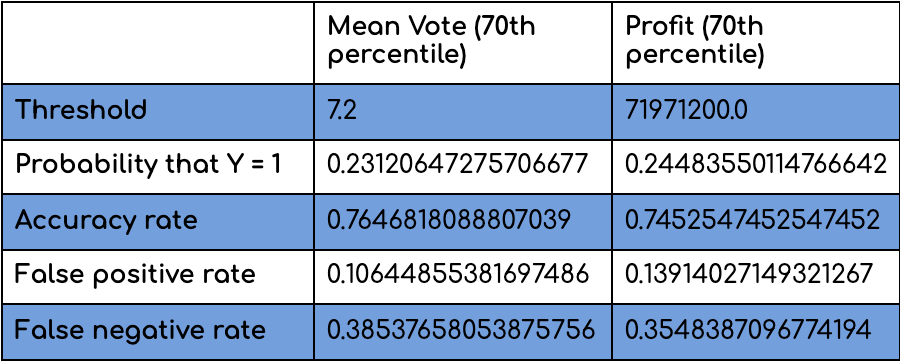 Mean Vote (70th percentile) Profit (70th percentile)
Threshold 7.2 71971200.0
Probability that Y = 1 0.23120647275706677 0.24483550114766642
Accuracy rate 0.7646818088807039 0.7452547452547452
False positive rate 0.10644855381697486 0.13914027149321267
False negative rate 0.38537658053875756 0.3548387096774194